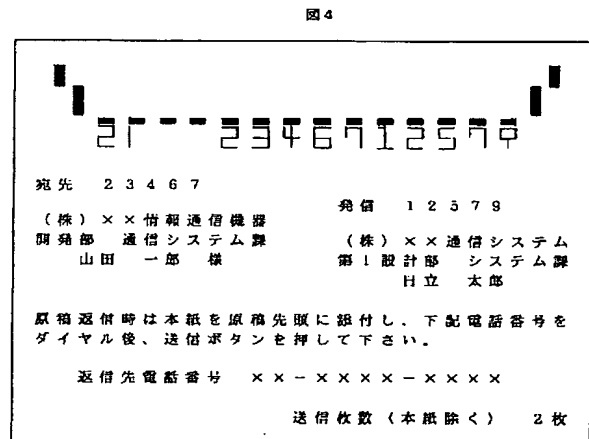 図4
21 - - 2346712579
宛先 23467
発信 12579
(株)××情報通信機器
開発部 通信システム課
山田 一郎 様
(株)××通信システム
第1設計部 システム課
日立 太郎
原稿返信時は本紙を原稿先頭に添付し、下記電話番号を
ダイヤル後、送信ボタンを押して下さい。
返信先電話番号 ××-××××-××××
送信枚数(本紙除く) 2枚